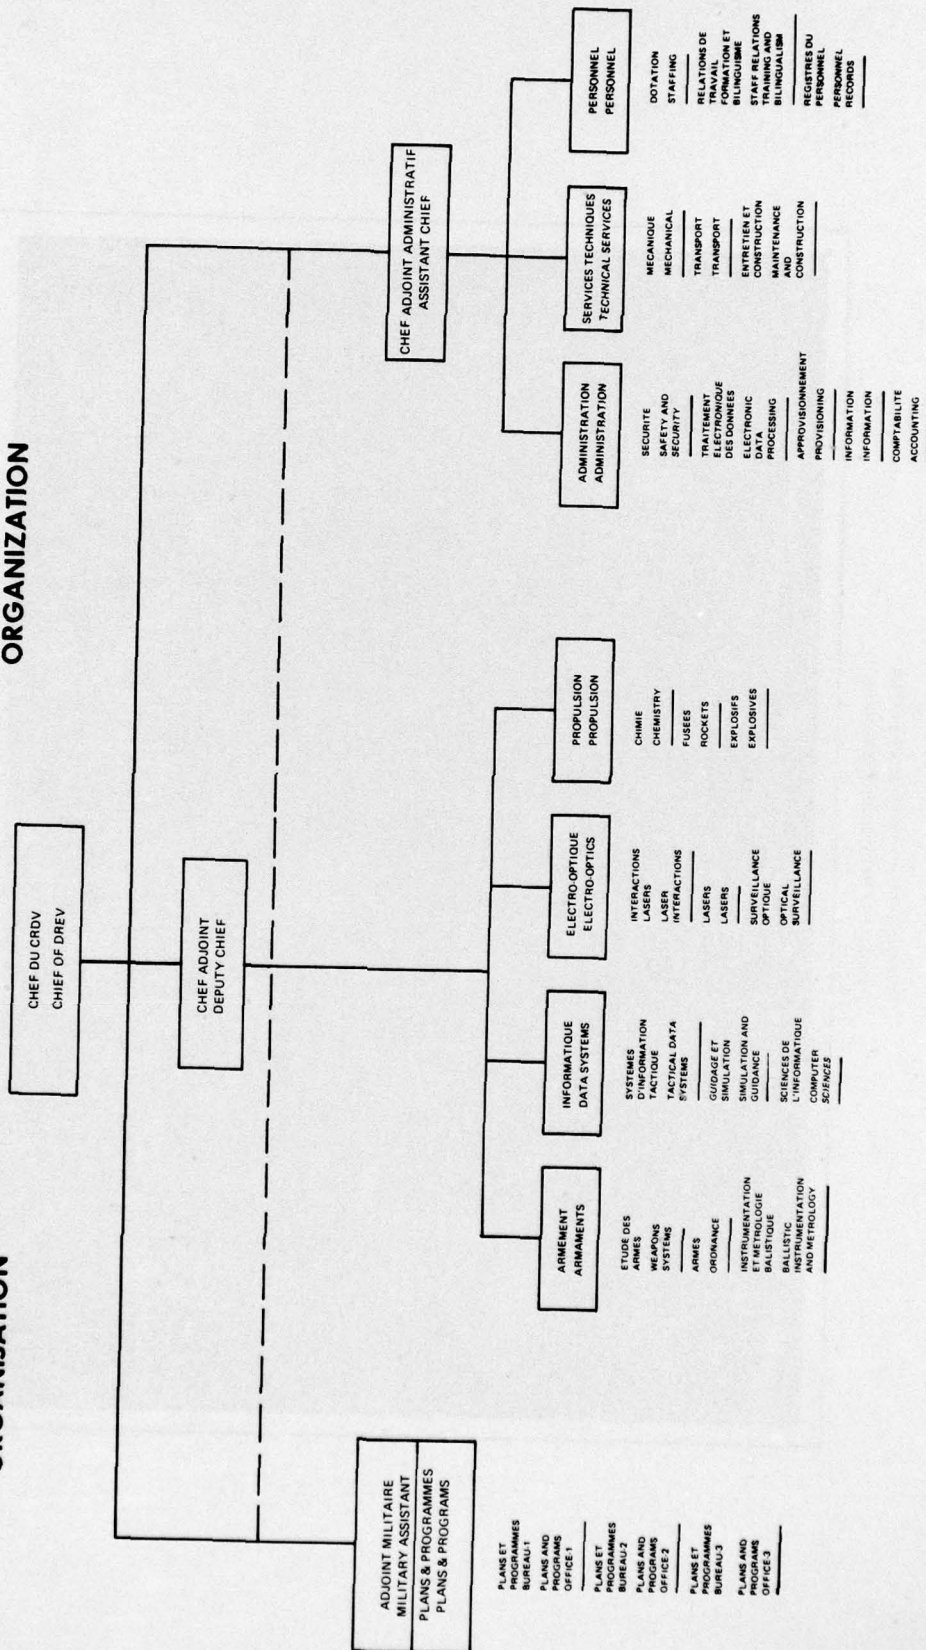 ORGANISATION
ORGANIZATION
CHEF DU CRDV
CHIEF OF DREV
CHEF ADJOINT
DEPUTY CHIEF
ADJOINT MILITAIRE
MILITARY ASSISTANT
PLANS & PROGRAMMES
PLANS & PROGRAMS
PLANS ET
PROGRAMMES
BUREAU-1
PLANS AND
PROGRAMS
OFFICE-1
PLANS ET
PROGRAMMES
BUREAU-2
PLANS AND
PROGRAMS
OFFICE-2
PLANS ET
PROGRAMMES
BUREAU-3
PLANS AND
PROGRAMS
OFFICE-3
ARMEMENT
ARMAMENTS
ETUDE DES
ARMES
WEAPONS
SYSTEMS
ARMES
ORDNANCE
INSTRUMENTATION
ET METROLOGIE
BALISTIQUE
BALLISTIC
INSTRUMENTATION
AND METROLOGY
INFORMATIQUE
DATA SYSTEMS
SYSTEMES
D'INFORMATION
TACTIQUE
TACTICAL DATA
SYSTEMS
GUIDAGE ET
SIMULATION
SIMULATION AND
GUIDANCE
SCIENCES DE
L'INFORMATIQUE
COMPUTER
SCIENCES
ELECTRO-OPTIQUE
ELECTRO-OPTICS
INTERACTIONS
LASERS
LASER
INTERACTIONS
LASERS
LASERS
SURVEILLANCE
OPTIQUE
OPTICAL
SURVEILLANCE
PROPULSION
PROPULSION
CHIMIE
CHEMISTRY
FUSEES
ROCKETS
EXPLOSIFS
EXPLOSIVES
CHEF ADJOINT ADMINISTRATIF
ASSISTANT CHIEF
ADMINISTRATION
ADMINISTRATION
SECURITE
SAFETY AND
SECURITY
TRAITEMENT
ELECTRONIQUE
DES DONNEES
ELECTRONIC
DATA
PROCESSING
APPROVISIONNEMENT
PROVISIONING
INFORMATION
INFORMATION
COMPTABILITE
ACCOUNTING
SERVICES TECHNIQUES
TECHNICAL SERVICES
MECANIQUE
MECHANICAL
TRANSPORT
TRANSPORT
ENTRETIEN ET
CONSTRUCTION
MAINTENANCE
AND
CONSTRUCTION
PERSONNEL
PERSONNEL
DOTATION
STAFFING
RELATIONS DE
TRAVAIL
FORMATION ET
BILINGUISME
STAFF RELATIONS
TRAINING AND
BILINGUALISM
REGISTRES DU
PERSONNEL
PERSONNEL
RECORDS